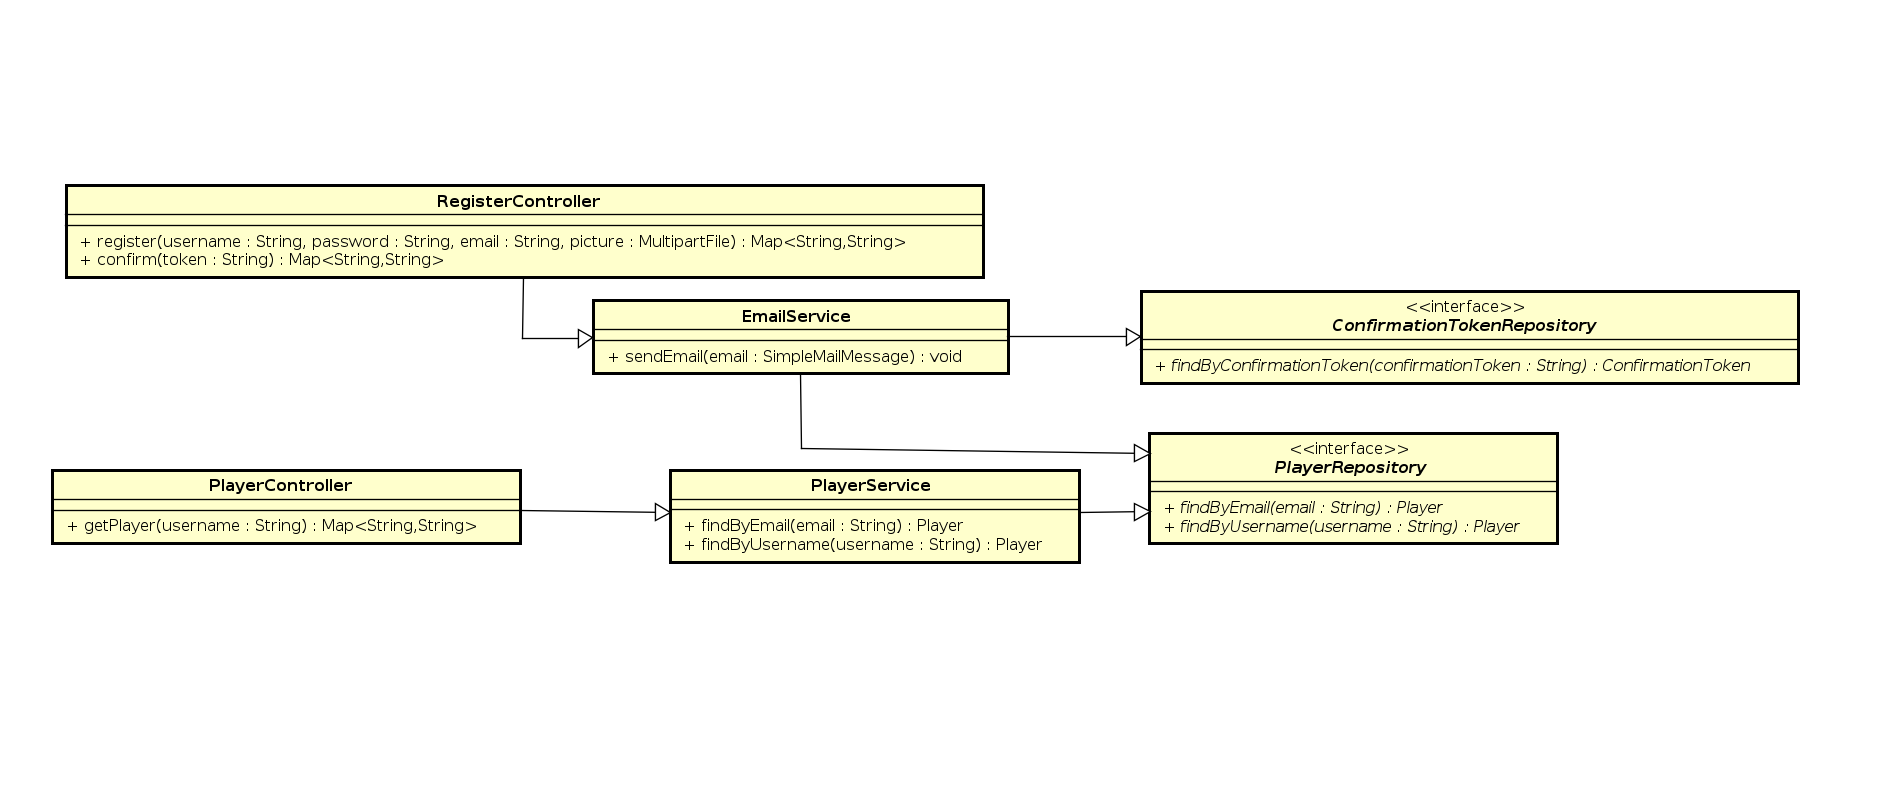 RegisterController
+ register(username : String, password : String, email : String, picture : MultipartFile) : Map<String,String>
+ confirm(token : String) : Map<String,String>
EmailService
+ sendEmail(email : SimpleMailMessage) : void
<<interface>>
ConfirmationTokenRepository
+ findByConfirmationToken(confirmationToken : String) : ConfirmationToken
PlayerController
+ getPlayer(username : String) : Map<String,String>
PlayerService
+ findByEmail(email : String) : Player
+ findByUsername(username : String) : Player
<<interface>>
PlayerRepository
+ findByEmail(email : String) : Player
+ findByUsername(username : String) : Player